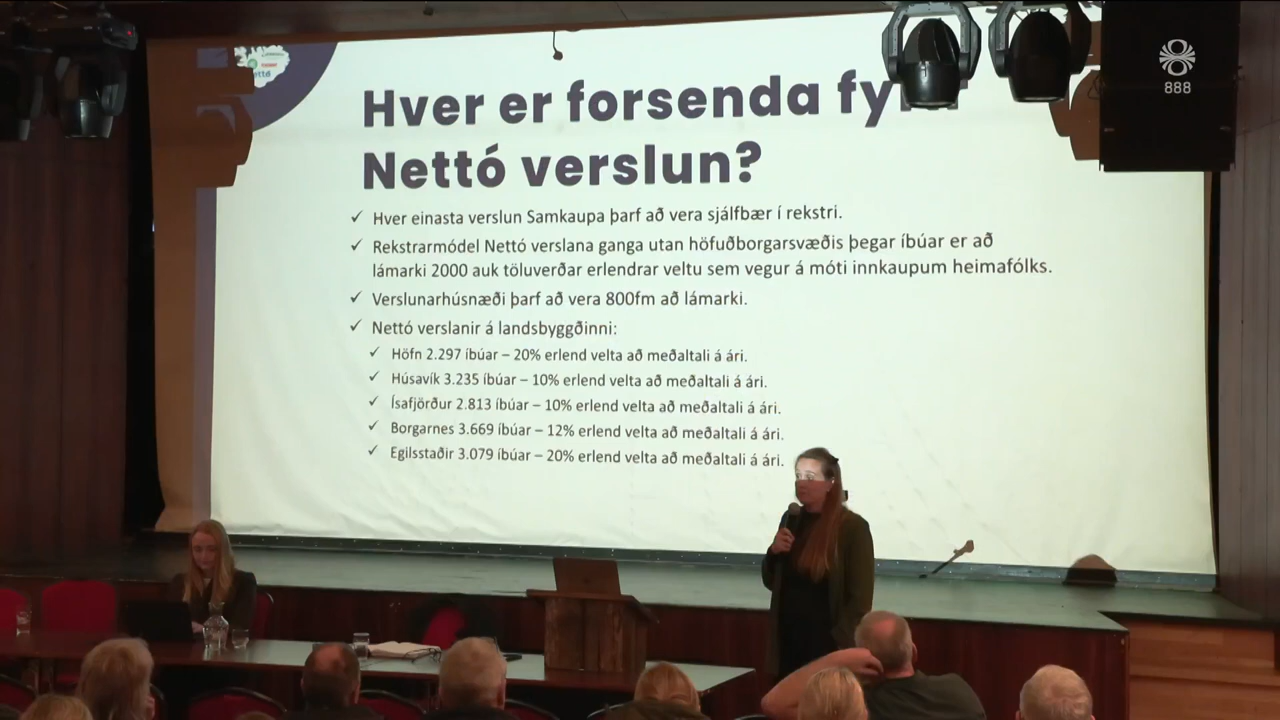 888
Hver er forsenda fy
Nettó verslun?
✓ Hver einasta verslun Samkaupa þarf að vera sjálfbær í rekstri.
✓ Rekstrarmódel Nettó verslana ganga utan höfuðborgarsvæðis þegar íbúar er að
lámarki 2000 auk töluverðar erlendrar veltu sem vegur á móti innkaupum heimafólks.
✓ Verslunarhúsnæði þarf að vera 800fm að lámarki.
✓ Nettó verslanir á landsbyggðinni:
✓ Höfn 2.297 íbúar – 20% erlend velta að meðaltali á ári.
✓ Húsavík 3.235 íbúar – 10% erlend velta að meðaltali á ári.
✓ Ísafjörður 2.813 íbúar – 10% erlend velta að meðaltali á ári.
✓ Borgarnes 3.669 íbúar – 12% erlend velta að meðaltali á ári.
✓ Egilsstaðir 3.079 íbúar – 20% erlend velta að meðaltali á ári.